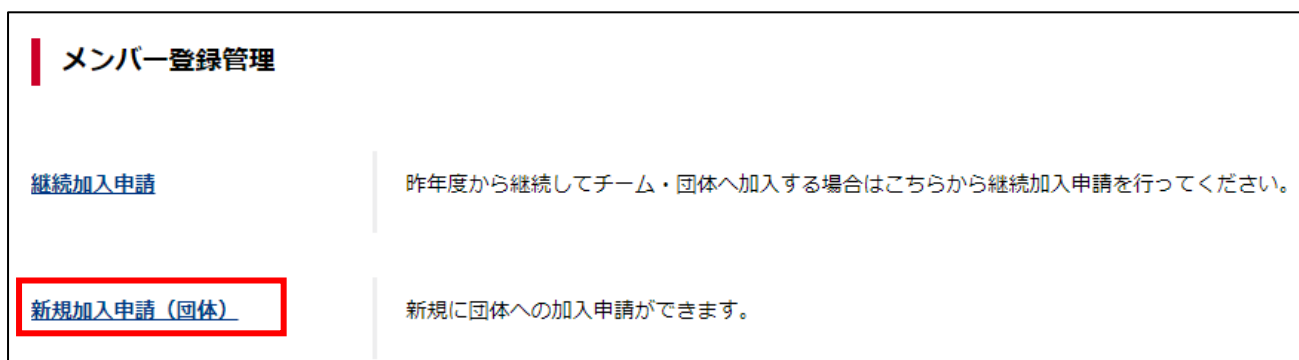 メンバー登録管理
継続加入申請
昨年度から継続してチーム・団体へ加入する場合はこちらから継続加入申請を行ってください。
新規加入申請（団体）
新規に団体への加入申請ができます。